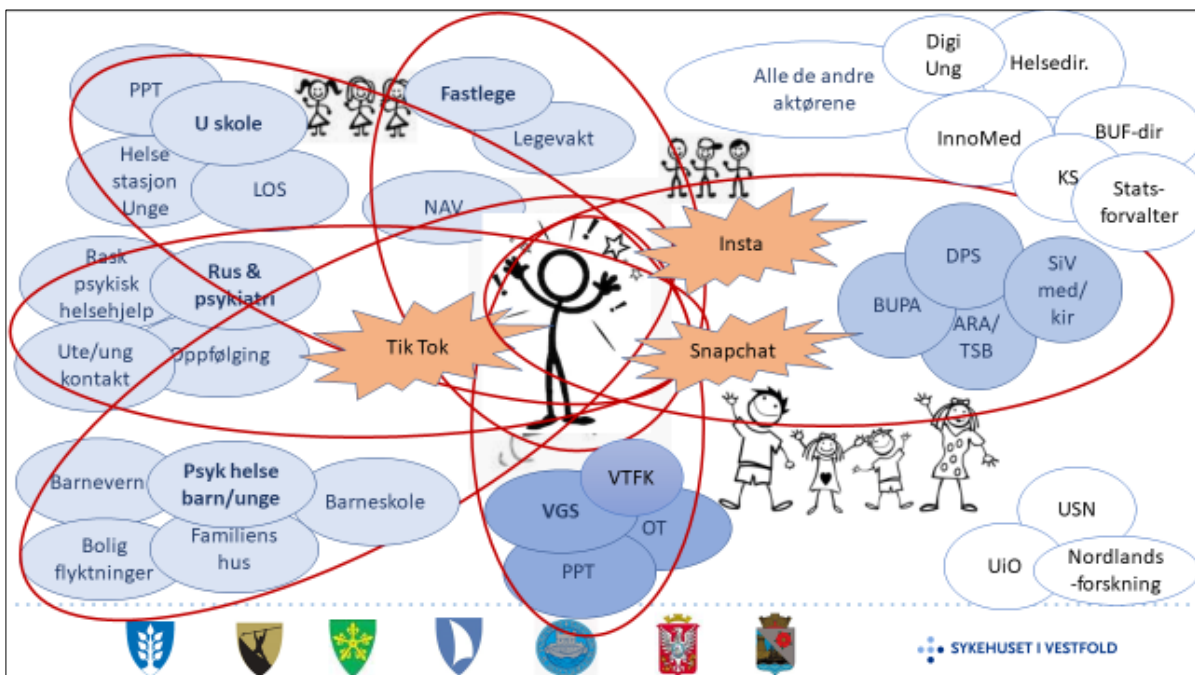 PPT
U skole
Helse
stasjon
Unge
LOS
Fastlege
Legevakt
NAV
Alle de andre
aktørene
Digi
Ung
Helsedir.
InnoMed
BUF-dir
KS
Stats-
forvalter
Insta
Rask
psykisk
helsehjelp
Rus &
psykiatri
Ute/ung
kontakt
Oppfølging
Tik Tok
Snapchat
DPS
BUPA
SiV
med/
kir
ARA/
TSB
Barnevern
Psyk helse
barn/unge
Barneskole
Bolig
flyktninger
Familiens
hus
VTFK
VGS
OT
PPT
USN
UiO
Nordlands
-forskning
SYKEHUSET I VESTFOLD